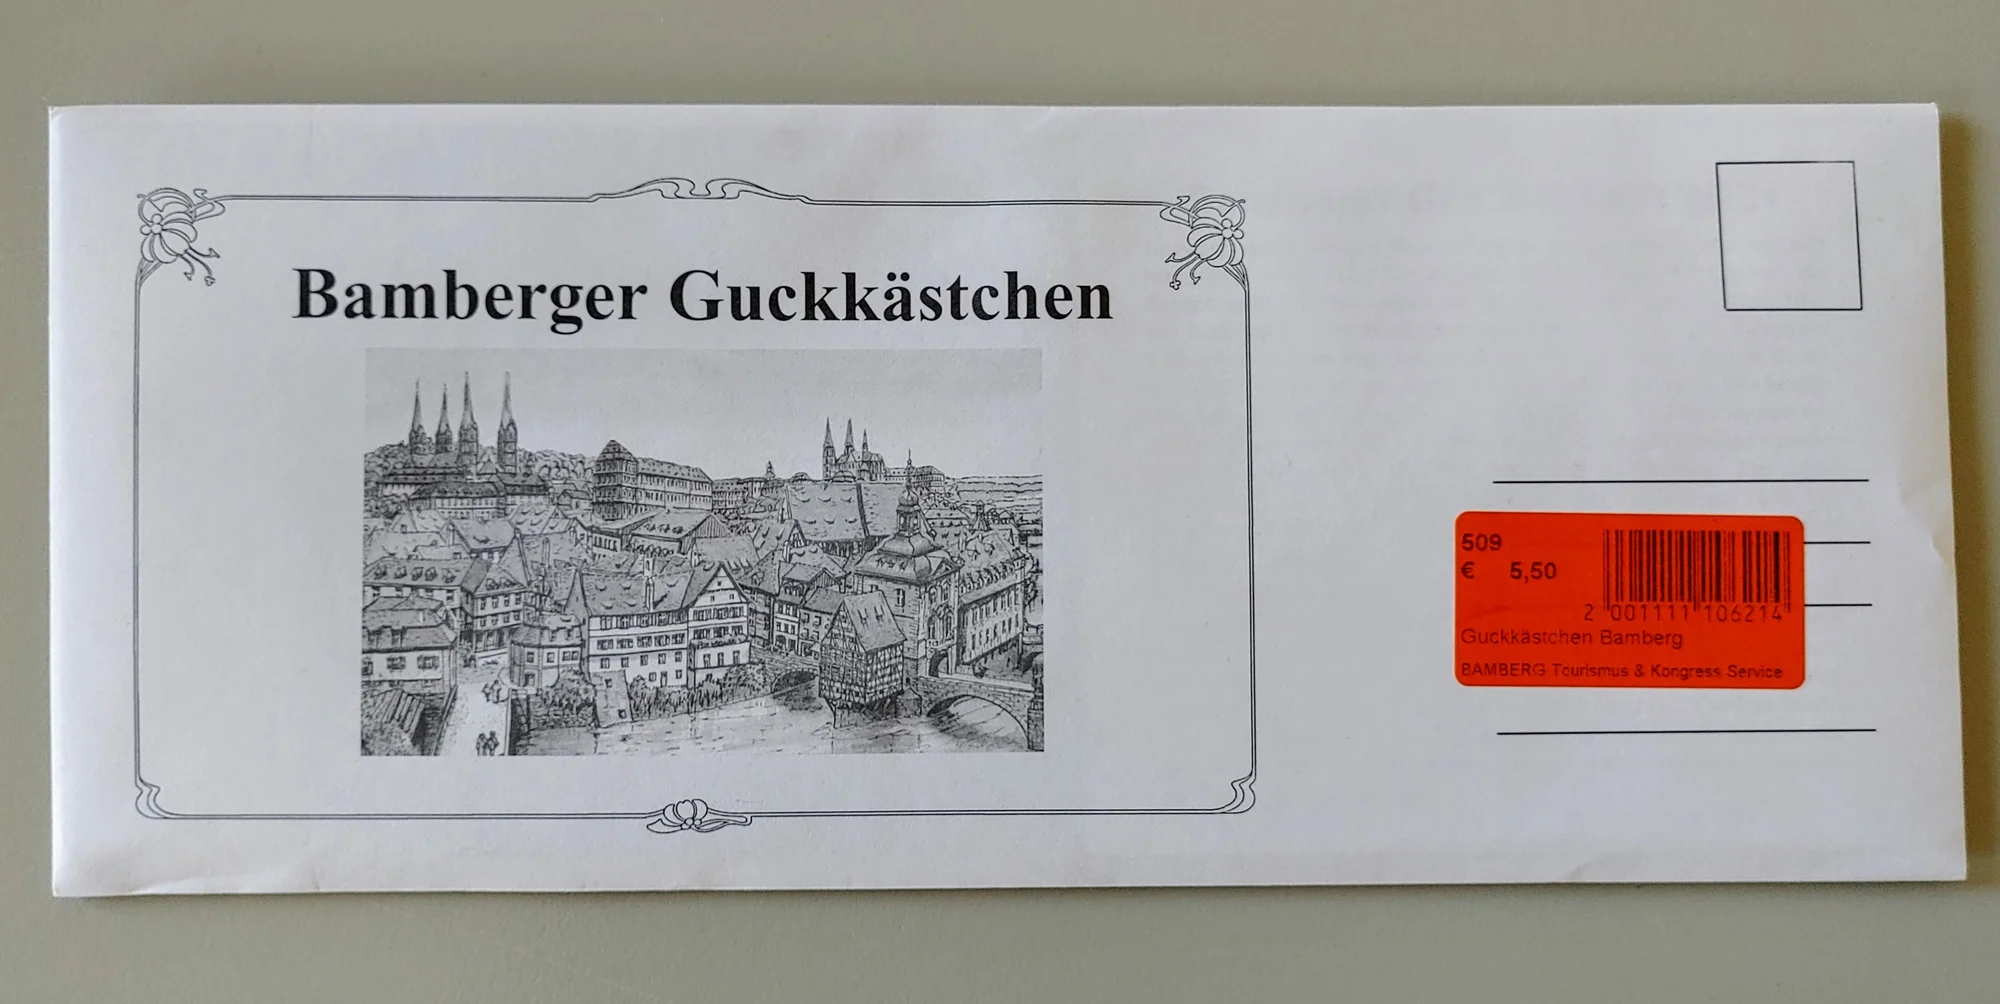 Bamberger Guckkästchen
509
€ 5,50
2 001111 106214
Guckkästchen Bamberg
BAMBERG Tourismus & Kongress Service